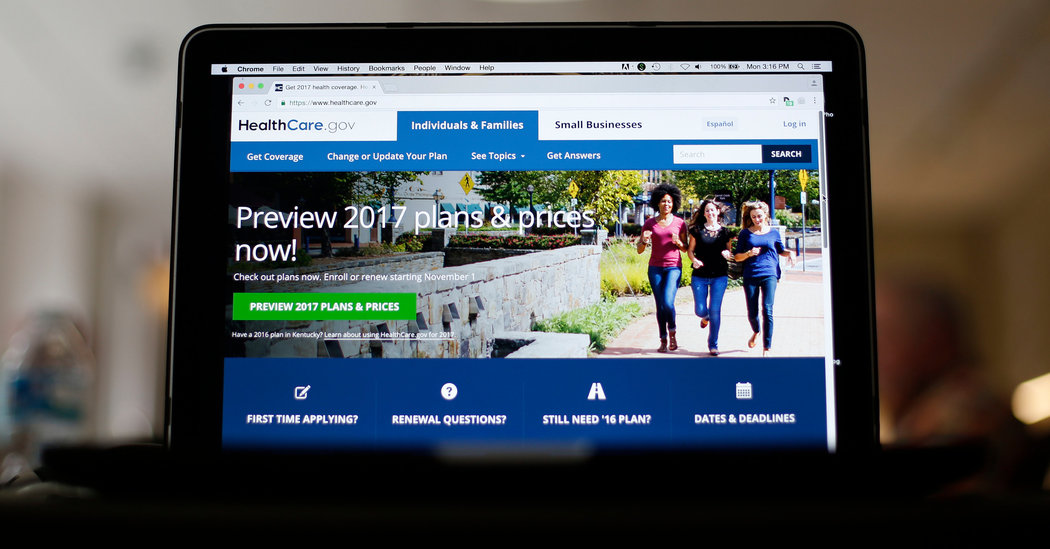 Chrome File Edit View History Bookmarks People Window Help 100% Mon 3:16 PM
Get 2017 health coverage. He ×
https://www.healthcare.gov
HealthCare.gov Individuals & Families Small Businesses Español Log in
Get Coverage Change or Update Your Plan See Topics Get Answers Search SEARCH
Preview 2017 plans & prices
now!
Check out plans now. Enroll or renew starting November 1
PREVIEW 2017 PLANS & PRICES
Have a 2016 plan in Kentucky? Learn about using HealthCare.gov for 2017.
FIRST TIME APPLYING? RENEWAL QUESTIONS? STILL NEED '16 PLAN? DATES & DEADLINES